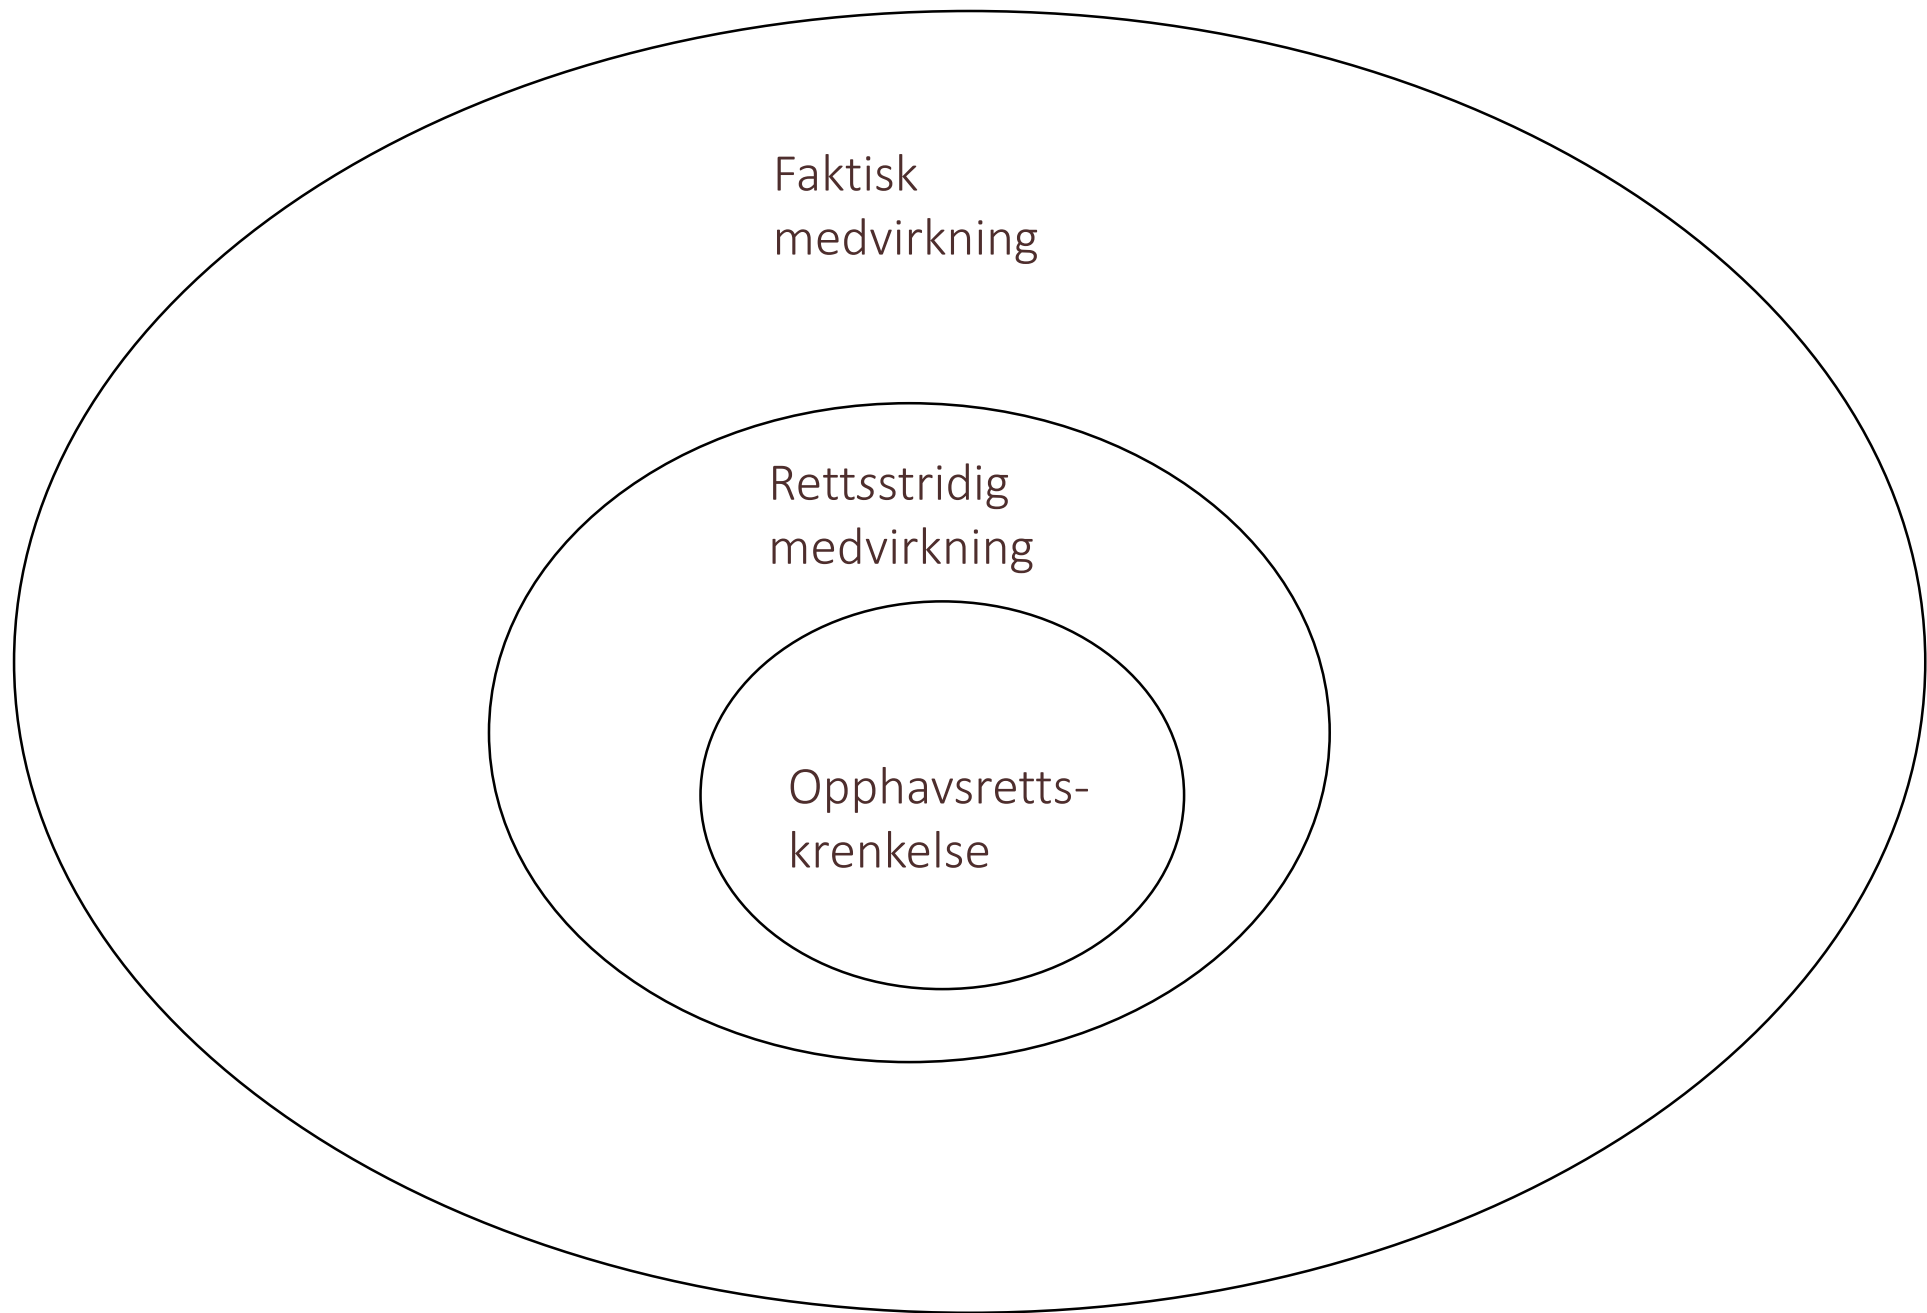 Faktisk
medvirkning
Rettsstridig
medvirkning
Opphavsretts-
krenkelse